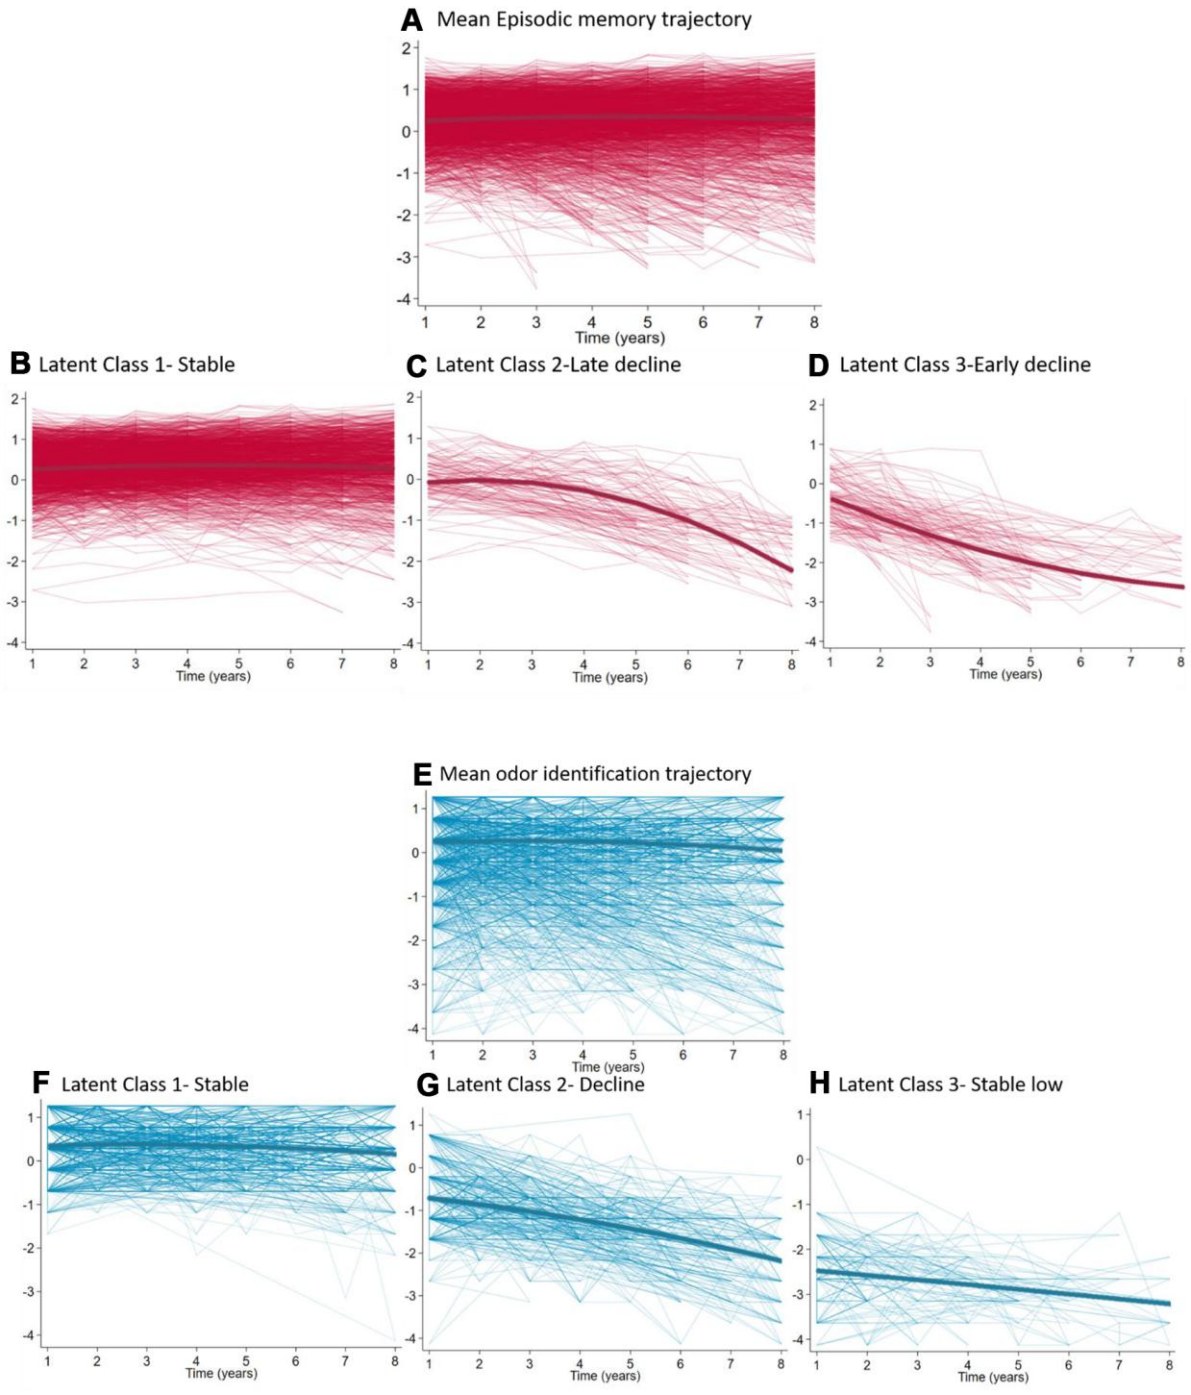 A Mean Episodic memory trajectory
2
1
0
-1
-2
-3
-4
1 2 3 4 5 6 7 8
Time (years)
B Latent Class 1- Stable
2
1
0
-1
-2
-3
-4
1 2 3 4 5 6 7 8
Time (years)
C Latent Class 2-Late decline
2
1
0
-1
-2
-3
-4
1 2 3 4 5 6 7 8
Time (years)
D Latent Class 3-Early decline
2
1
0
-1
-2
-3
-4
1 2 3 4 5 6 7 8
Time (years)
E Mean odor identification trajectory
1
0
-1
-2
-3
-4
1 2 3 4 5 6 7 8
Time (years)
F Latent Class 1- Stable
1
0
-1
-2
-3
-4
1 2 3 4 5 6 7 8
Time (years)
G Latent Class 2- Decline
1
0
-1
-2
-3
-4
1 2 3 4 5 6 7 8
Time (years)
H Latent Class 3- Stable low
1
0
-1
-2
-3
-4
1 2 3 4 5 6 7 8
Time (years)